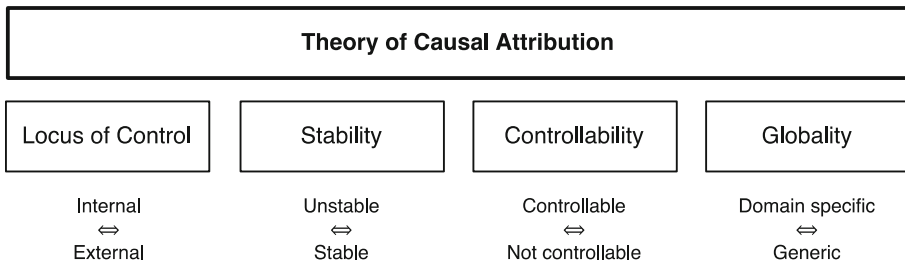 Theory of Causal Attribution
Locus of Control
Stability
Controllability
Globality
Internal
⇔
External
Unstable
⇔
Stable
Controllable
⇔
Not controllable
Domain specific
⇔
Generic